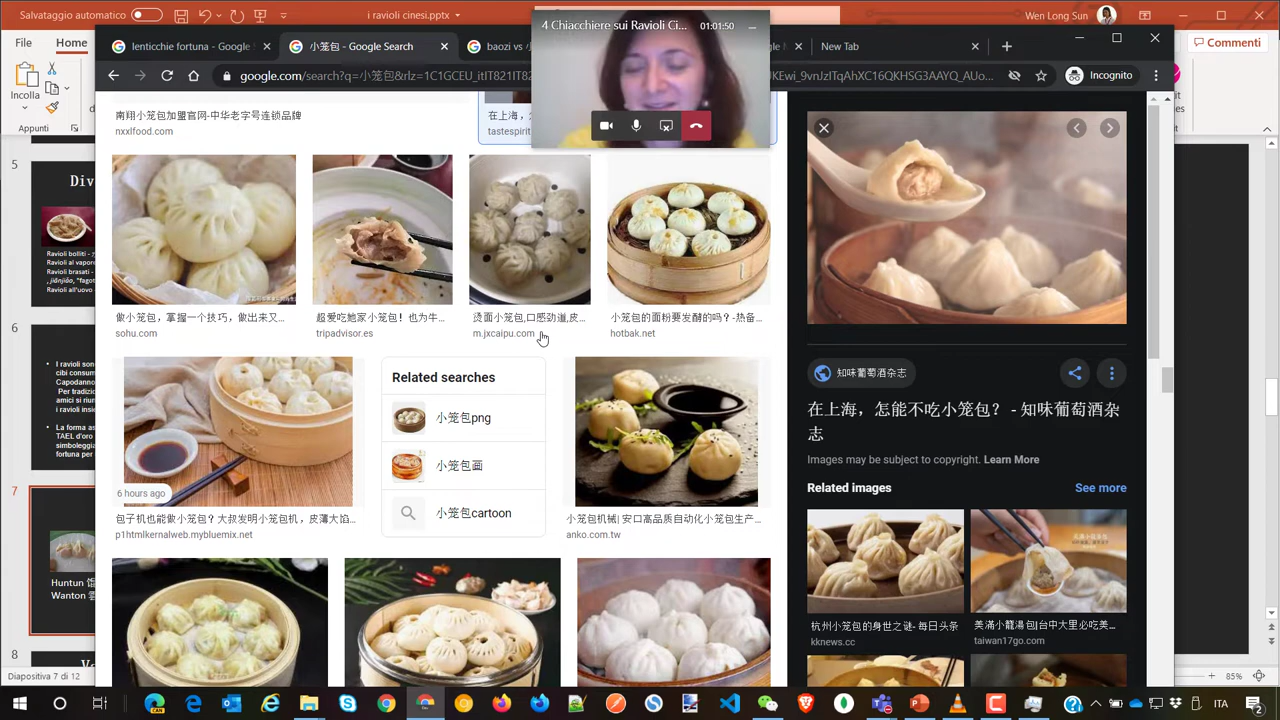 Salvataggio automatico
i ravioli cinesi.pptx
Wen Long Sun
File
Home
Commenti
Incolla
Appunti
lenticchie fortuna - Google
小笼包 - Google Search
baozi vs
New Tab
4 Chiacchiere sui Ravioli Ci...
01:01:50
google.com/search?q=小笼包&rlz=1C1GCEU_itIT821IT82
KEwi_9vnJzITqAhXC16QKHSG3AAYQ_AUo...
Incognito
南翔小笼包加盟官网-中华老字号连锁品牌
nxxlfood.com
在上海，
tastespirit
做小笼包，掌握一个技巧，做出来又...
sohu.com
超爱吃她家小笼包！也为牛...
tripadvisor.es
烫面小笼包,口感劲道,皮...
m.jxcaipu.com
小笼包的面粉要发酵的吗？-热备...
hotbak.net
Related searches
小笼包png
小笼包画
小笼包cartoon
6 hours ago
包子机也能做小笼包？大叔发明小笼包机，皮薄大馅...
p1htmlkernalweb.mybluemix.net
小笼包机械| 安口高品质自动化小笼包生产...
anko.com.tw
知味葡萄酒杂志
在上海，怎能不吃小笼包？ - 知味葡萄酒杂
志
Images may be subject to copyright. Learn More
Related images
See more
杭州小笼包的身世之谜- 每日头条
kknews.cc
美滿小籠湯包|台中大里必吃美...
taiwan17go.com
5
Div
Ravioli bolliti -
Ravioli al vapor
Ravioli brasati -
, jiānjiǎo, "fagot
Ravioli all'uovo
6
I ravioli son
cibi consum
Capodanno
Per tradizio
amici si riun
i ravioli insi
La forma as
TAEL d'oro
simboleggia
fortuna per
7
Huntun 馄
Wanton 雲
8
Diapositiva 7 di 12
85%
ITA
2